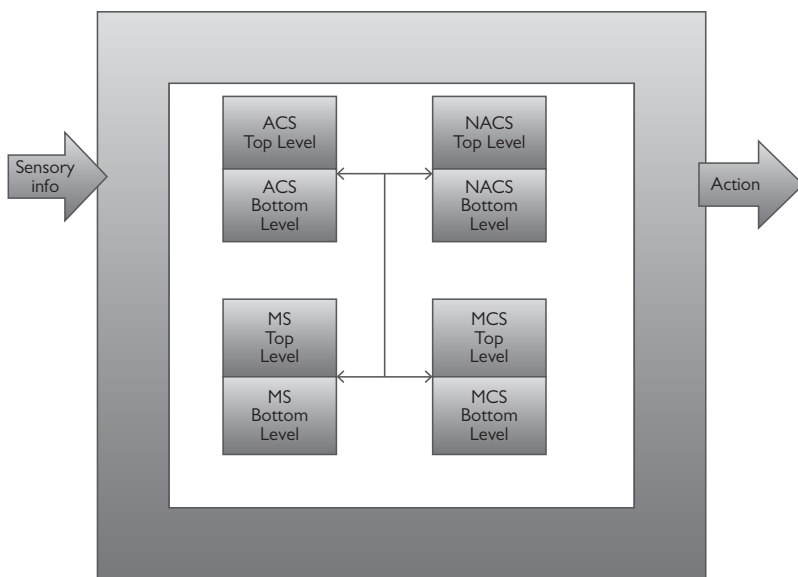 Sensory
info
ACS
Top Level
ACS
Bottom
Level
NACS
Top Level
NACS
Bottom
Level
MS
Top
Level
MS
Bottom
Level
MCS
Top
Level
MCS
Bottom
Level
Action